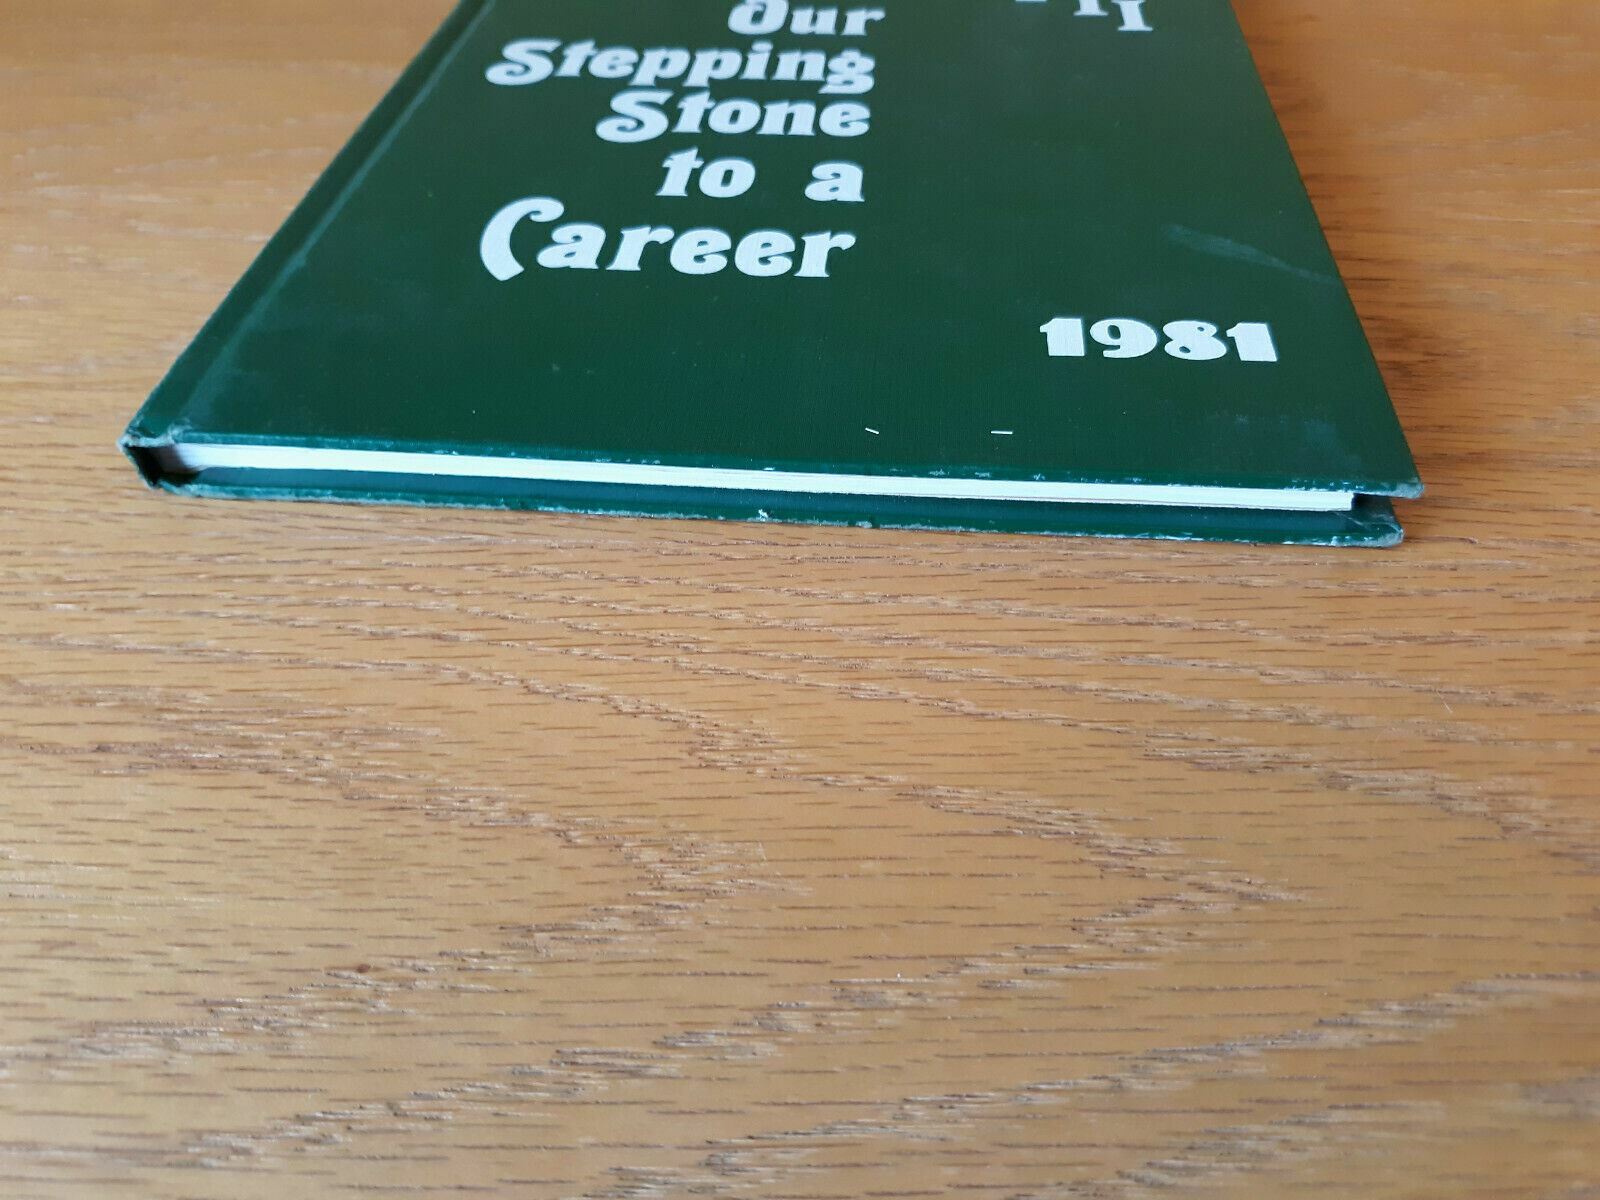 Our
Stepping
Stone
to a
Career
1981